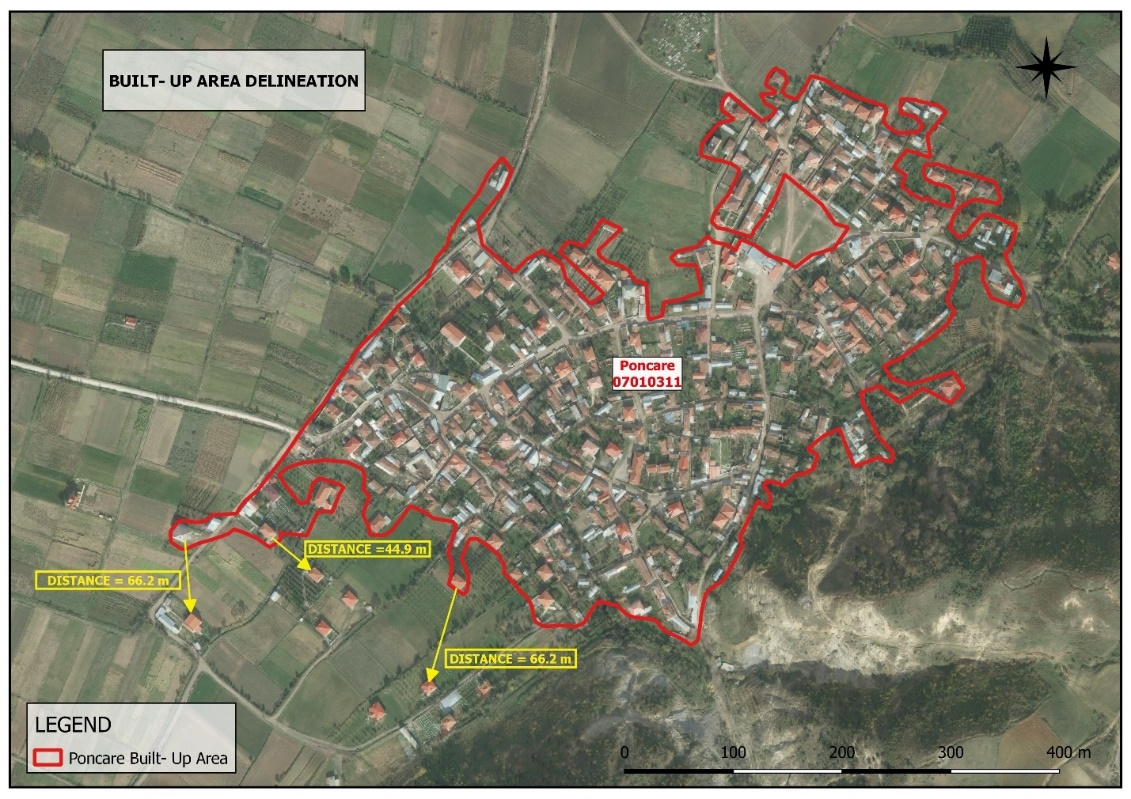 BUILT- UP AREA DELINEATION
Poncare
07010311
DISTANCE =44.9 m
DISTANCE = 66.2 m
DISTANCE = 66.2 m
LEGEND
Poncare Built- Up Area
0 100 200 300 400 m